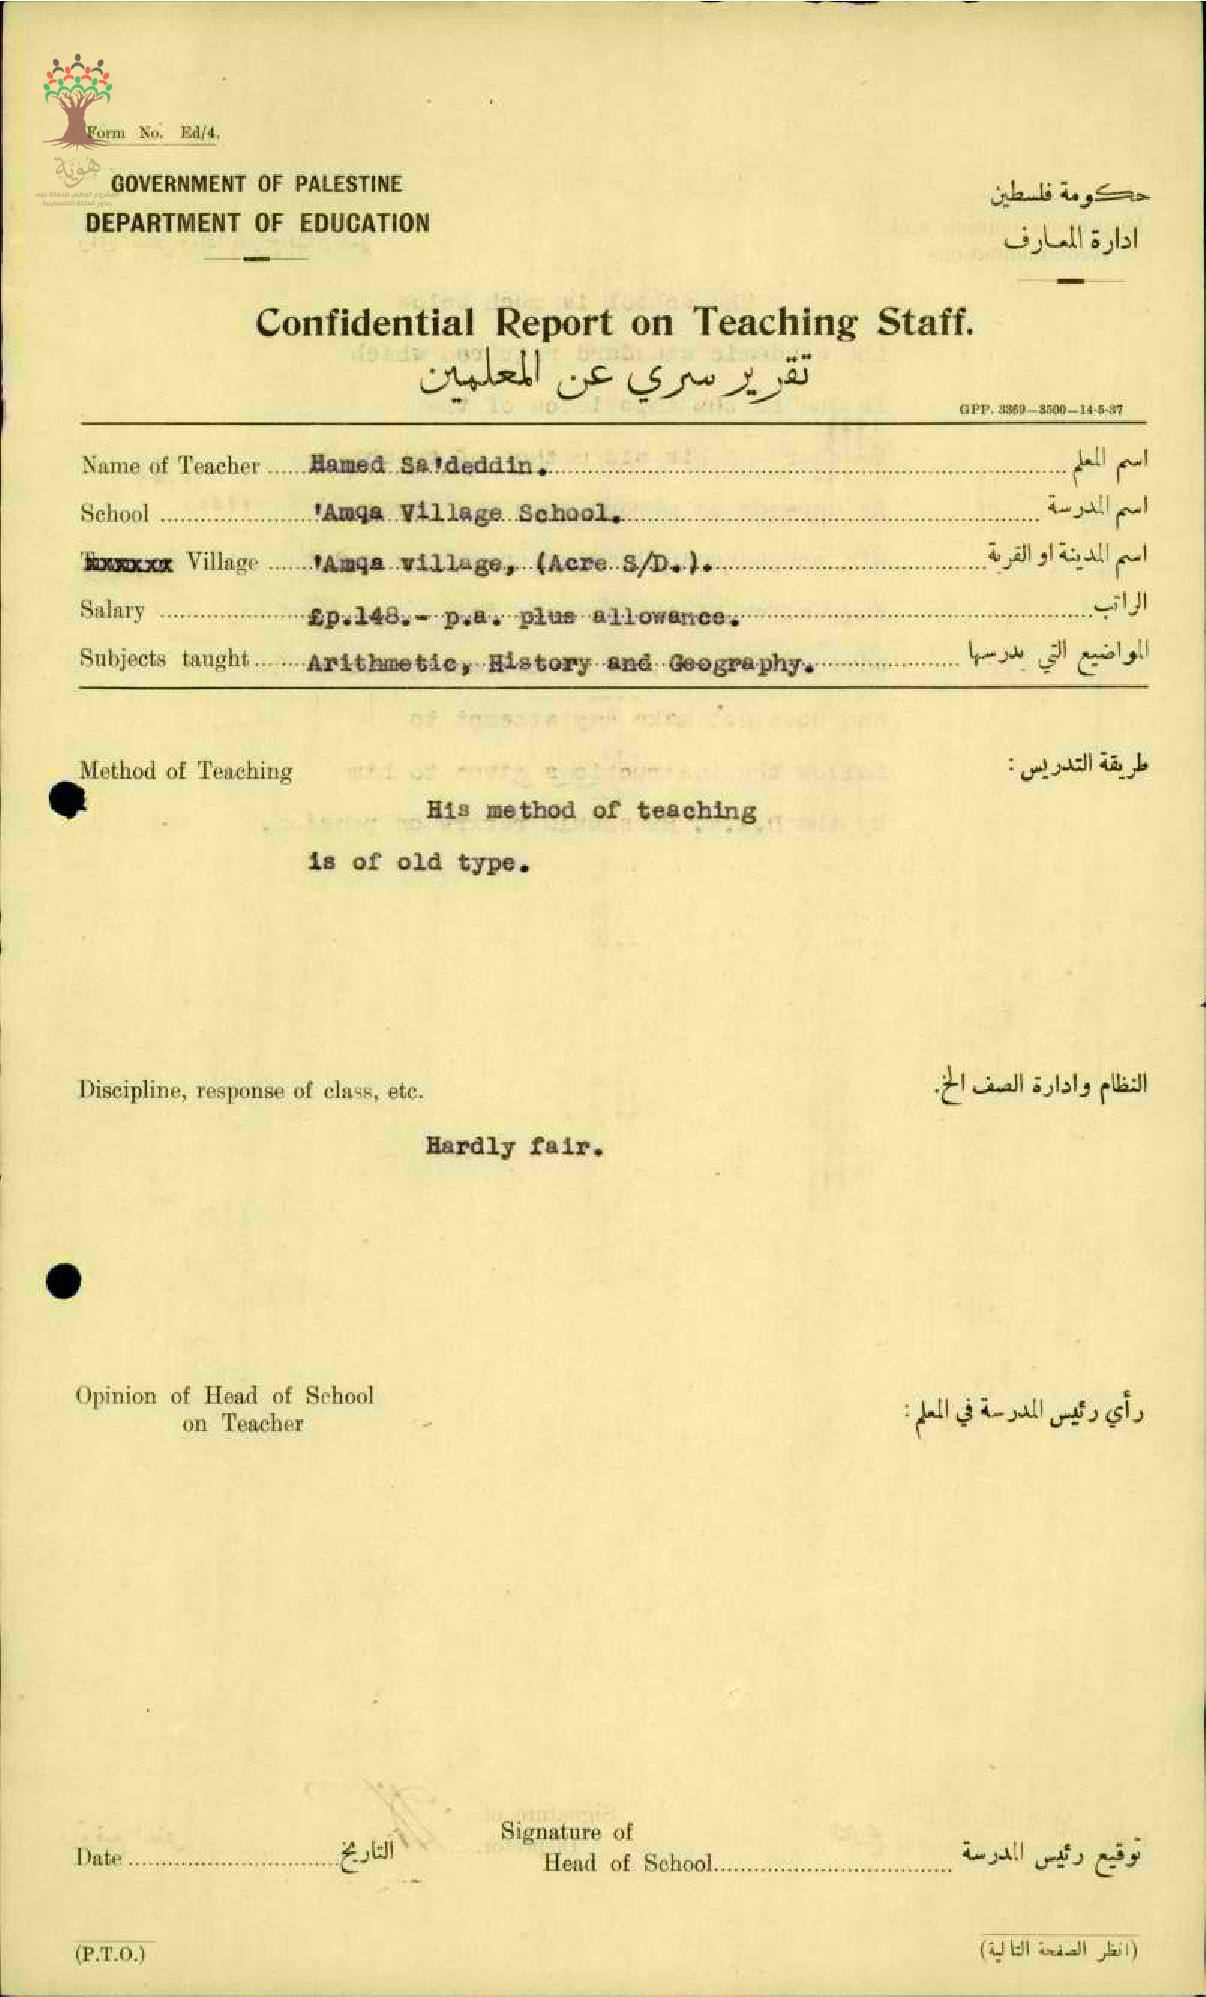 Form No. Ed/4.
هُوِيَّة
GOVERNMENT OF PALESTINE
DEPARTMENT OF EDUCATION
حكومة فلسطين
ادارة المعارف
Confidential Report on Teaching Staff.
تقرير سري عن المعلمين
GPP. 3369—3500—14-5-37
Name of Teacher Hamed Sa'deddin. اسم المعلم
School 'Amqa Village School. اسم المدرسة
Village 'Amqa village, (Acre S/D.). اسم المدينة او القرية
Salary £p.148.- p.a. plus allowance. الراتب
Subjects taught Arithmetic, History and Geography. المواضيع التي يدرسها
Method of Teaching طريقة التدريس :
His method of teaching
is of old type.
Discipline, response of class, etc. النظام وادارة الصف الخ.
Hardly fair.
Opinion of Head of School
on Teacher رأي رئيس المدرسة في المعلم :
Signature of
Date التاريخ Head of School توقيع رئيس المدرسة
(P.T.O.) (انظر الصفحة التالية)